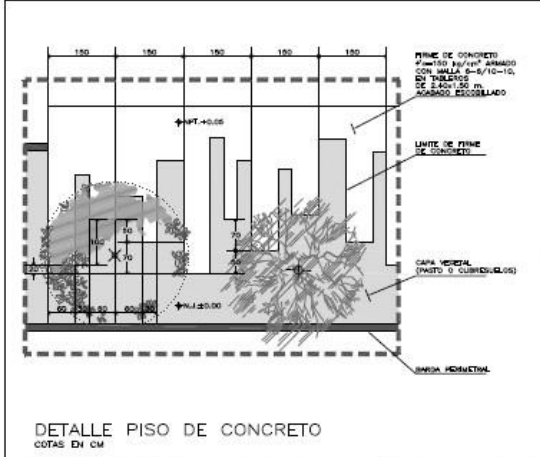 150 150 150 150 150
FIRME DE CONCRETO
f'c=150 kg/cm² ARMADO
CON MALLA 6-6/10-10,
EN TABLEROS
DE 2.40x1.50 m.
ACABADO ESCOBILLADO
NPT.+0.05
LIMITE DE FIRME
DE CONCRETO
70
70
CAPA VEGETAL
(PASTO O CUBRESUELOS)
N.J.±0.00
BARDA PERIMETRAL
DETALLE PISO DE CONCRETO
COTAS EN CM